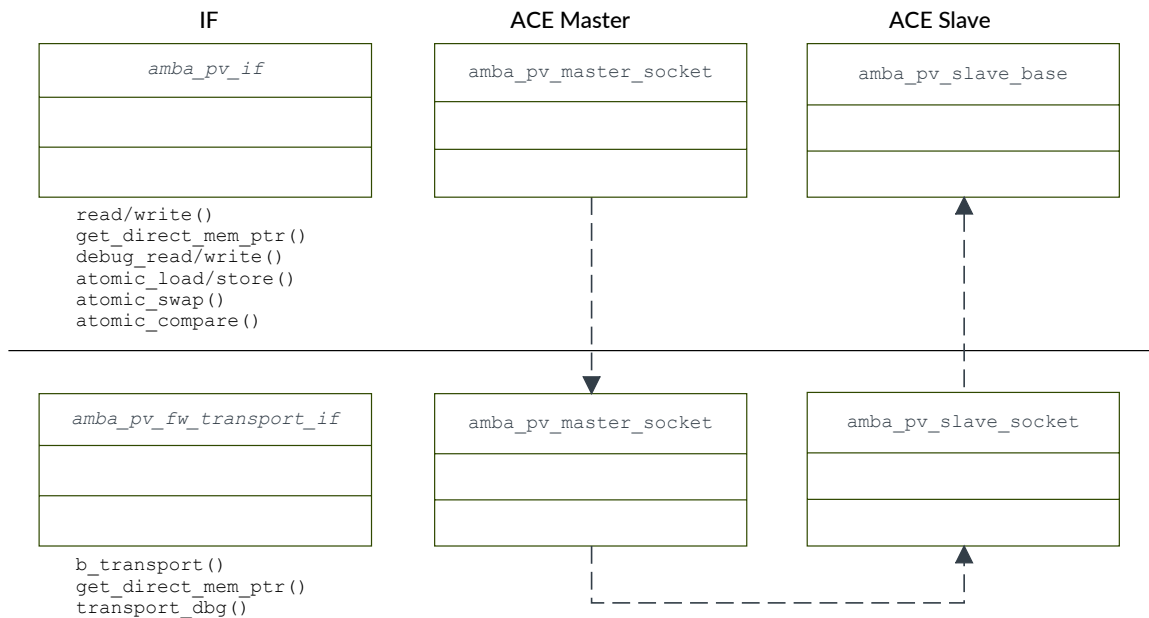 IF
ACE Master
ACE Slave
amba_pv_if
amba_pv_master_socket
amba_pv_slave_base
read/write()
get_direct_mem_ptr()
debug_read/write()
atomic_load/store()
atomic_swap()
atomic_compare()
amba_pv_fw_transport_if
amba_pv_master_socket
amba_pv_slave_socket
b_transport()
get_direct_mem_ptr()
transport_dbg()